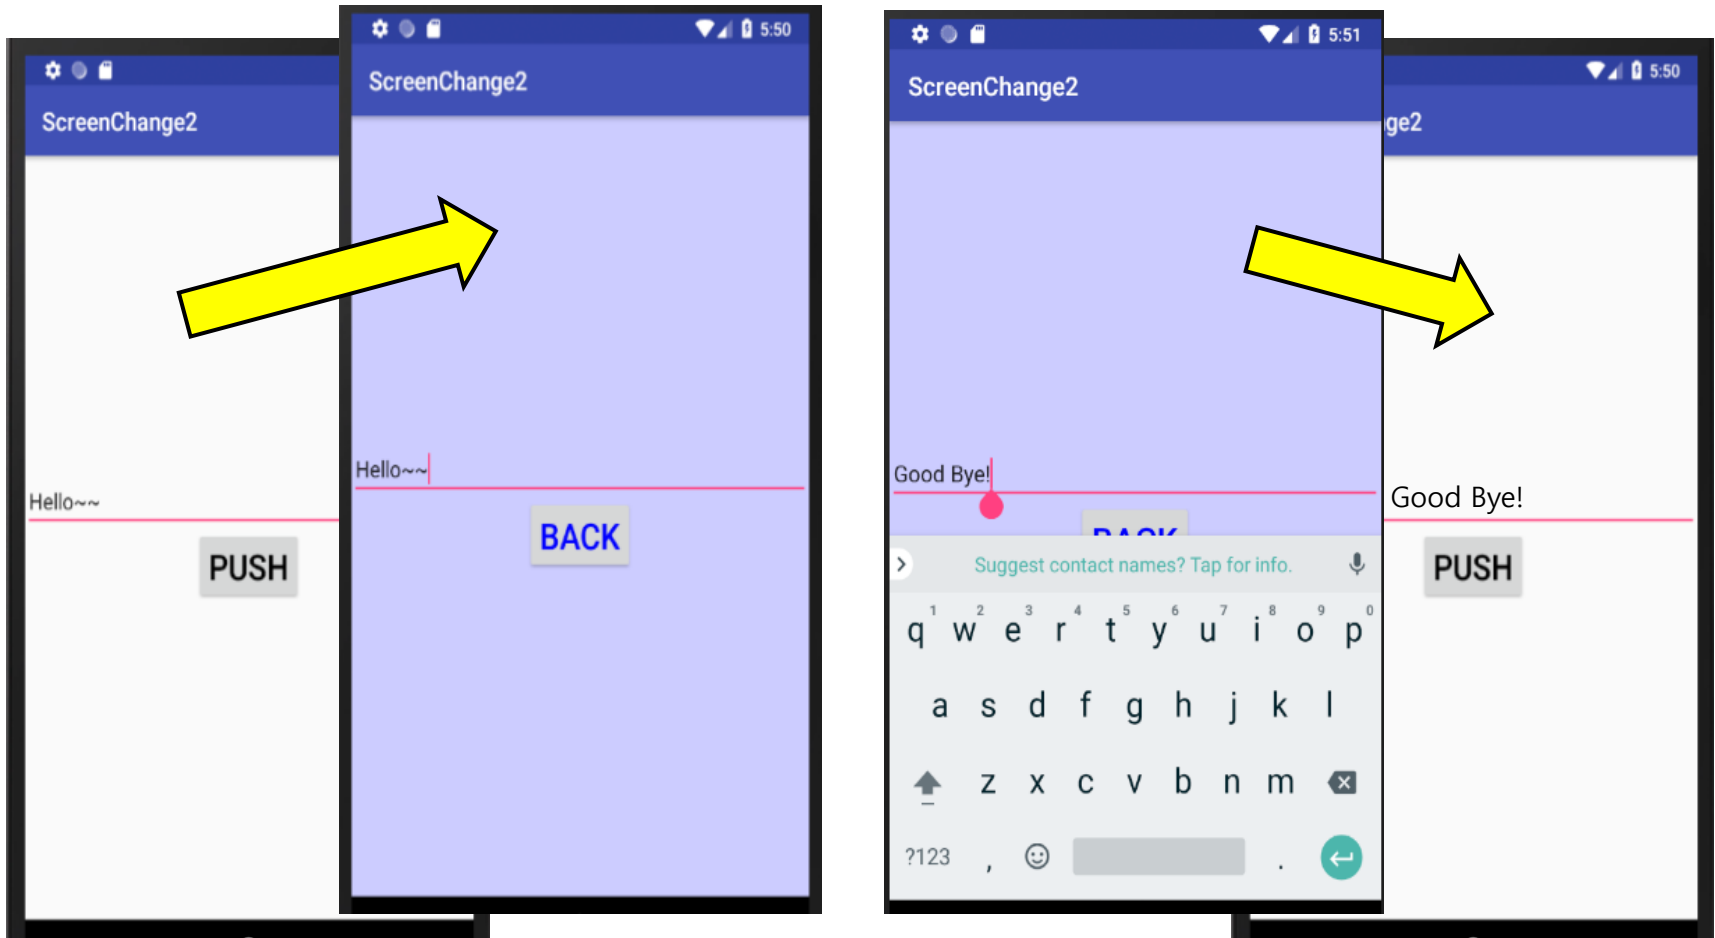 ScreenChange2
Hello~~
PUSH
5:50
ScreenChange2
Hello~~
BACK
5:51
ScreenChange2
Good Bye!
BACK
Suggest contact names? Tap for info.
1 2 3 4 5 6 7 8 9 0
q w e r t y u i o p
a s d f g h j k l
z x c v b n m
?123 , .
5:50
ge2
Good Bye!
PUSH